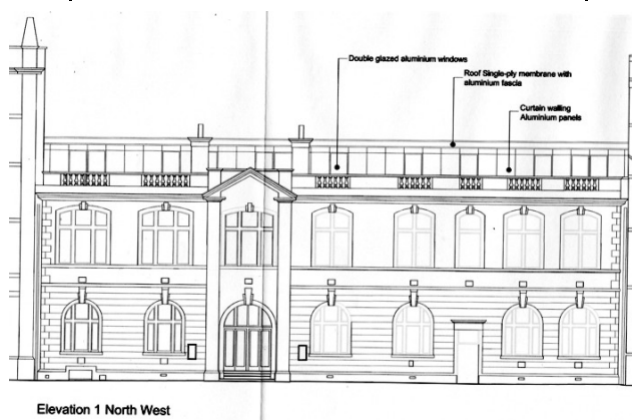 Double glazed aluminium windows
Roof Single-ply membrane with
aluminium fascia
Curtain walling
Aluminium panels
Elevation 1 North West